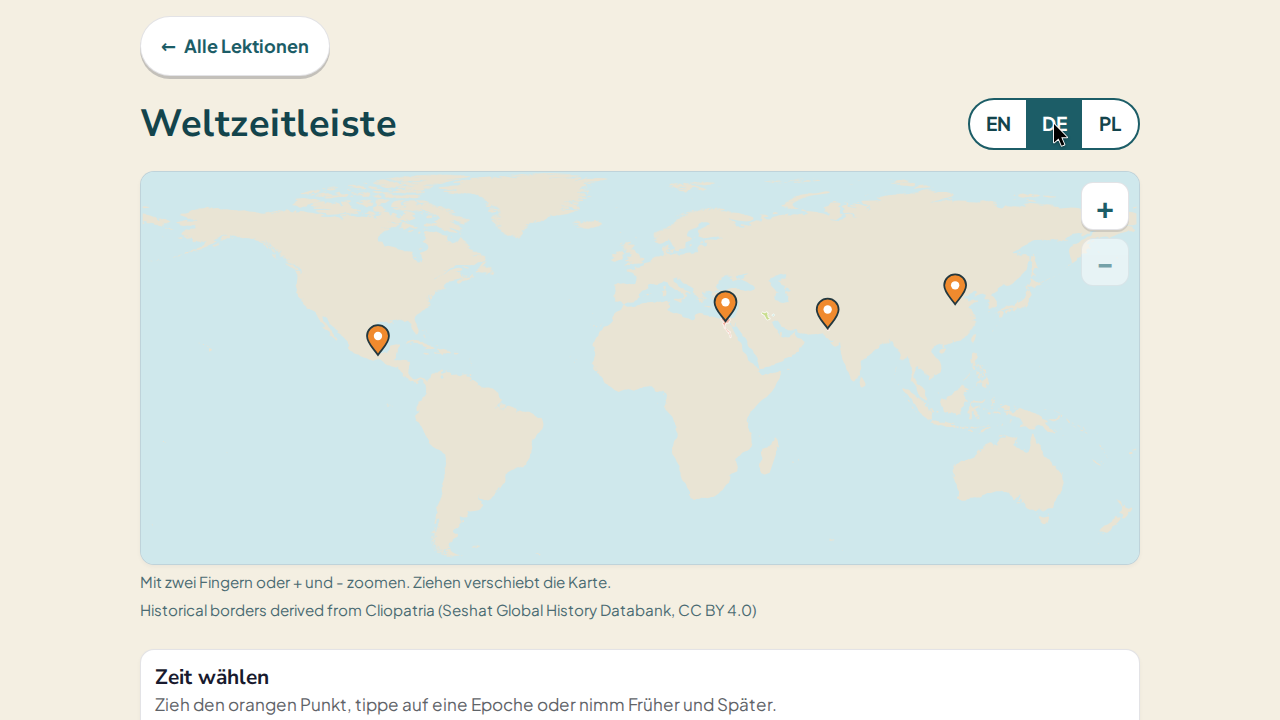 ← Alle Lektionen
Weltzeitleiste
EN DE PL
+
−
Mit zwei Fingern oder + und - zoomen. Ziehen verschiebt die Karte.
Historical borders derived from Cliopatria (Seshat Global History Databank, CC BY 4.0)
Zeit wählen
Zieh den orangen Punkt, tippe auf eine Epoche oder nimm Früher und Später.